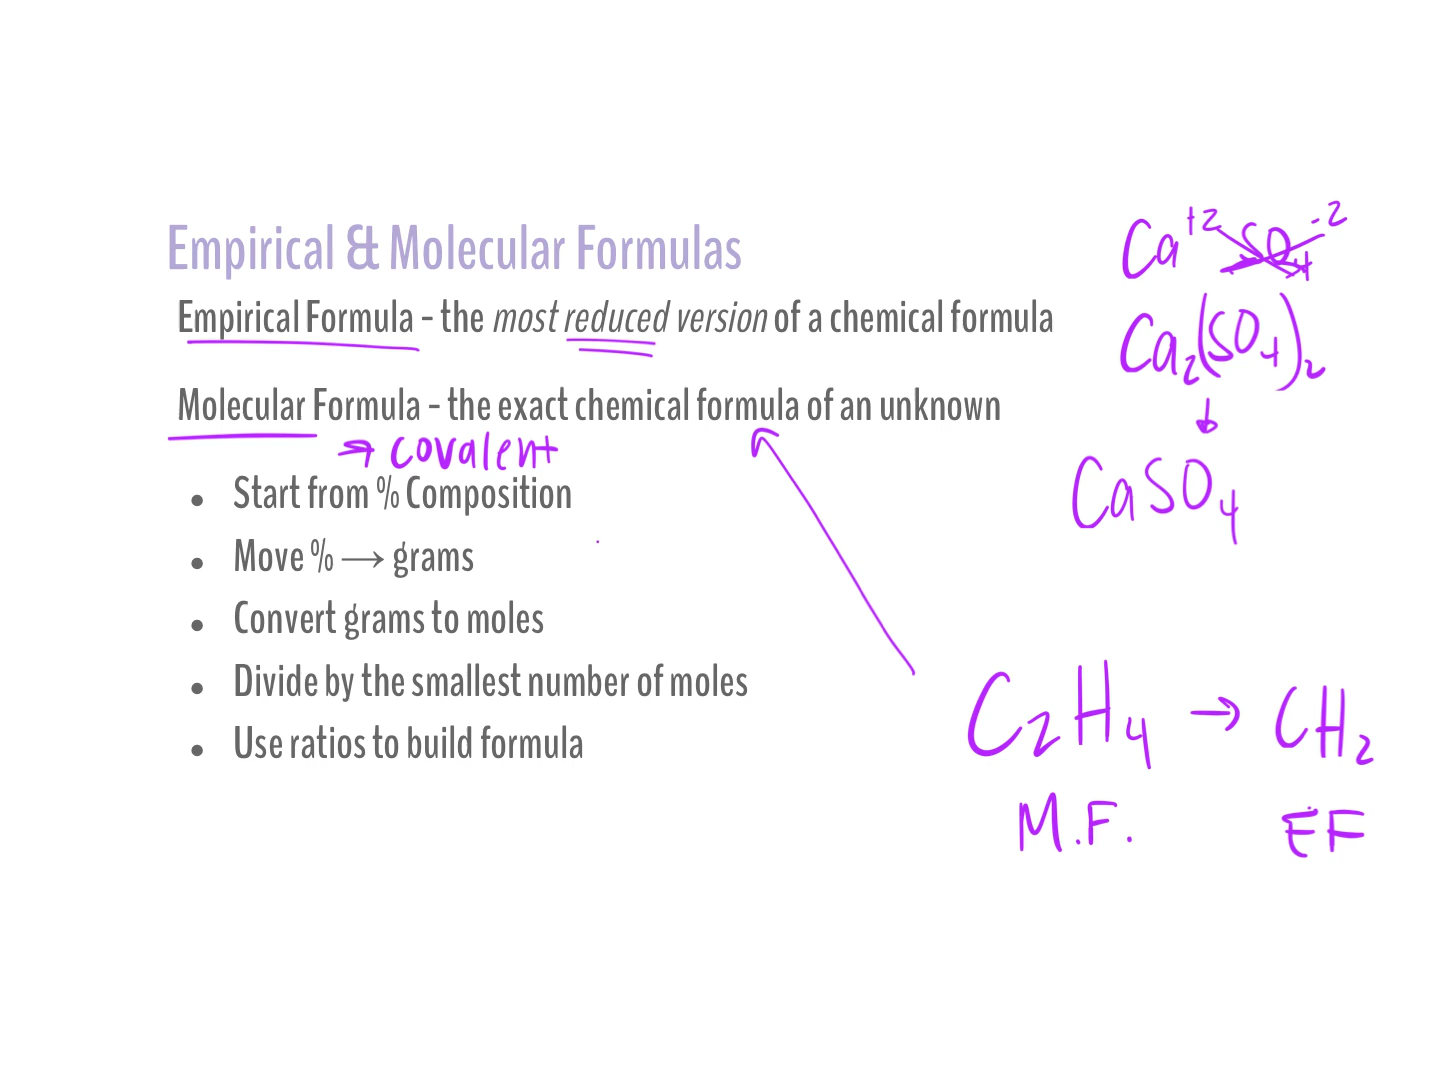 Empirical & Molecular Formulas
Empirical Formula - the most reduced version of a chemical formula
Molecular Formula - the exact chemical formula of an unknown
→ covalent
• Start from % Composition
• Move % → grams
• Convert grams to moles
• Divide by the smallest number of moles
• Use ratios to build formula
Ca+2 SO4-2
Ca2(SO4)2
↓
CaSO4
C2H4 → CH2
M.F. EF